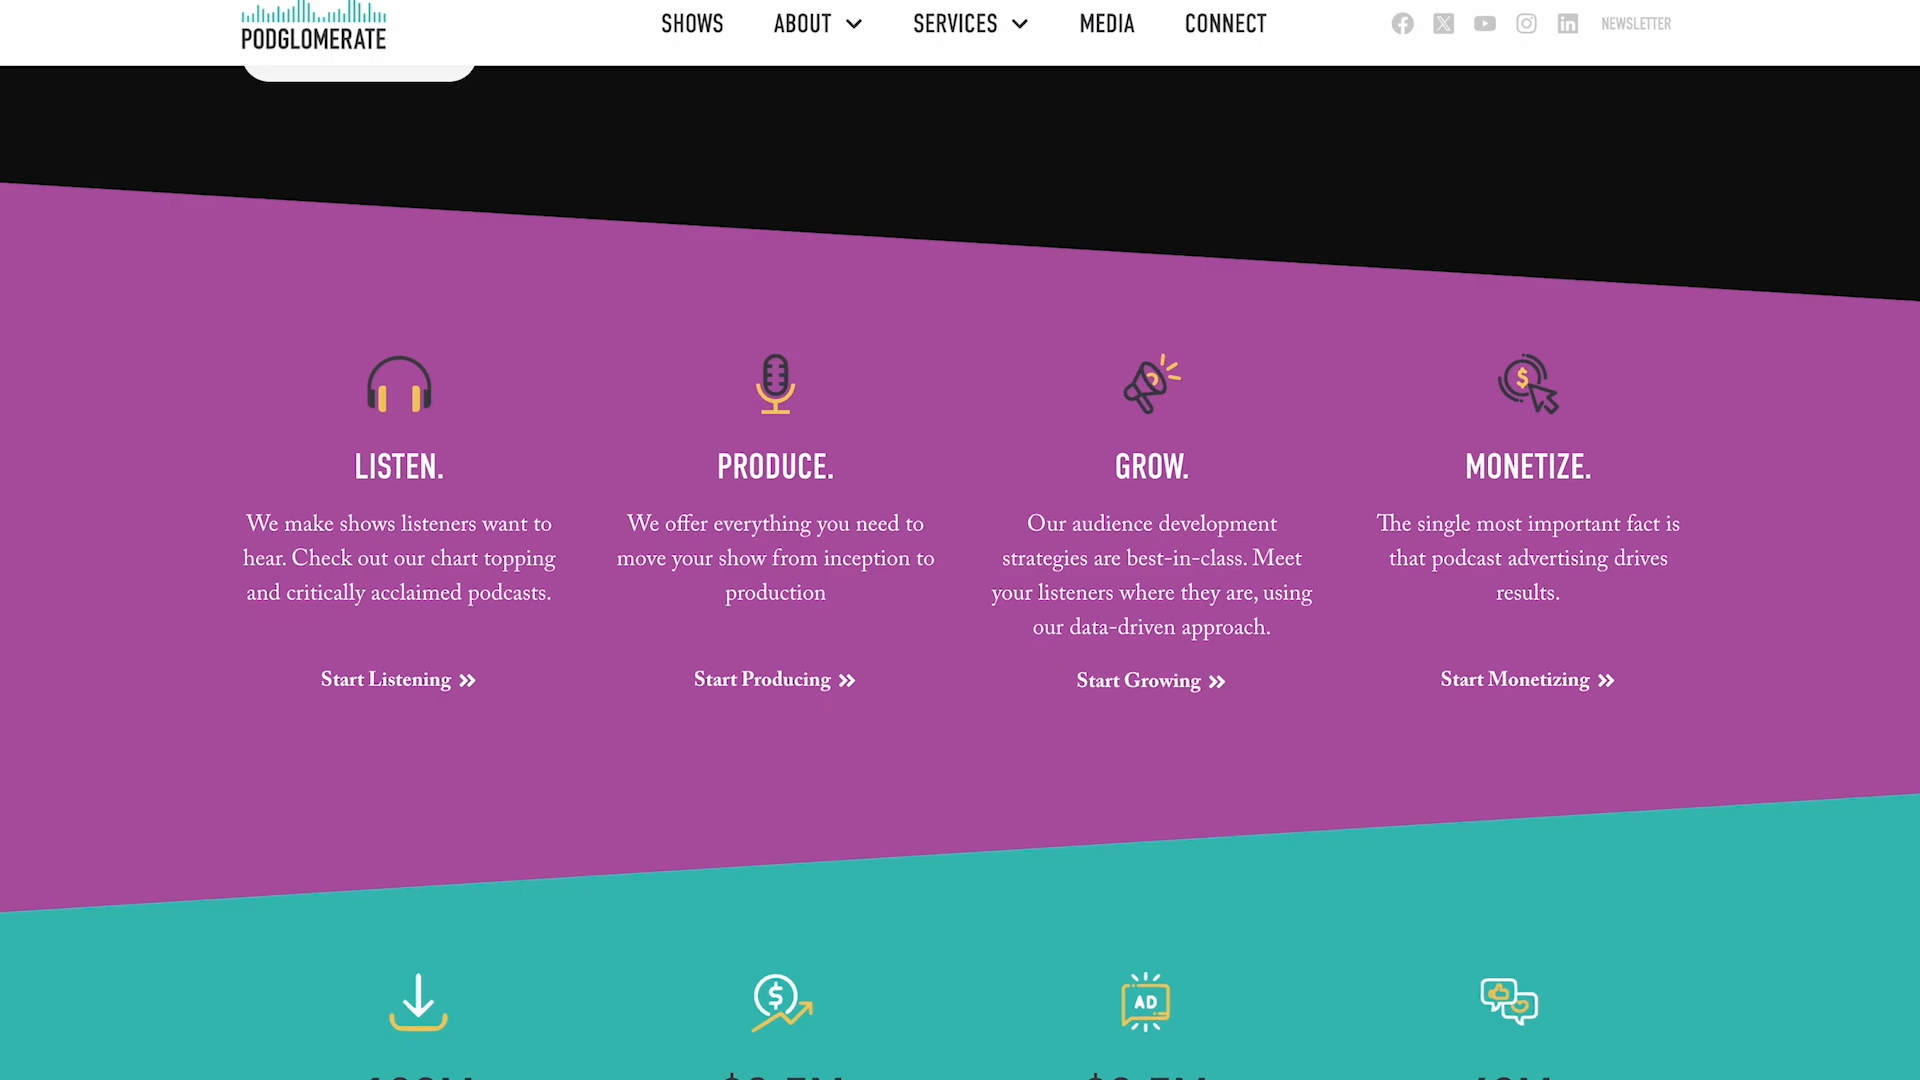 PODGLOMERATE
SHOWS
ABOUT
SERVICES
MEDIA
CONNECT
NEWSLETTER
LISTEN.
We make shows listeners want to
hear. Check out our chart topping
and critically acclaimed podcasts.
Start Listening
PRODUCE.
We offer everything you need to
move your show from inception to
production
Start Producing
GROW.
Our audience development
strategies are best-in-class. Meet
your listeners where they are, using
our data-driven approach.
Start Growing
MONETIZE.
The single most important fact is
that podcast advertising drives
results.
Start Monetizing
AD